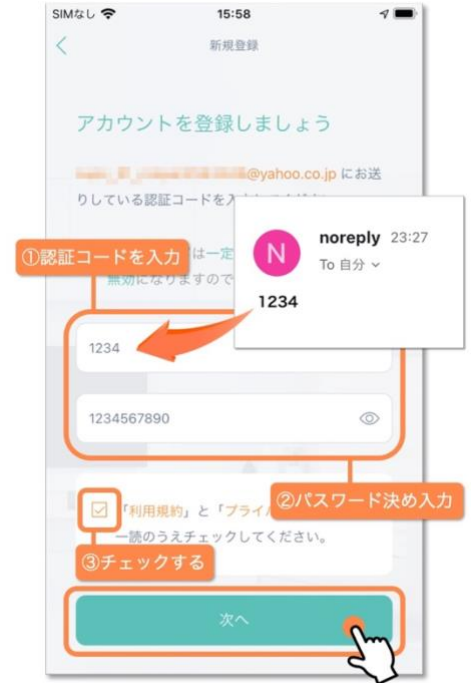 SIMなし 15:58
新規登録
アカウントを登録しましょう
@yahoo.co.jp にお送
りしている認証コードを入
noreply 23:27
To 自分
N
1234
①認証コードを入力
は一定
無効になりますので
1234
1234567890
②パスワード決め入力
「利用規約」と「プライバ
一読のうえチェックしてください。
③チェックする
次へ